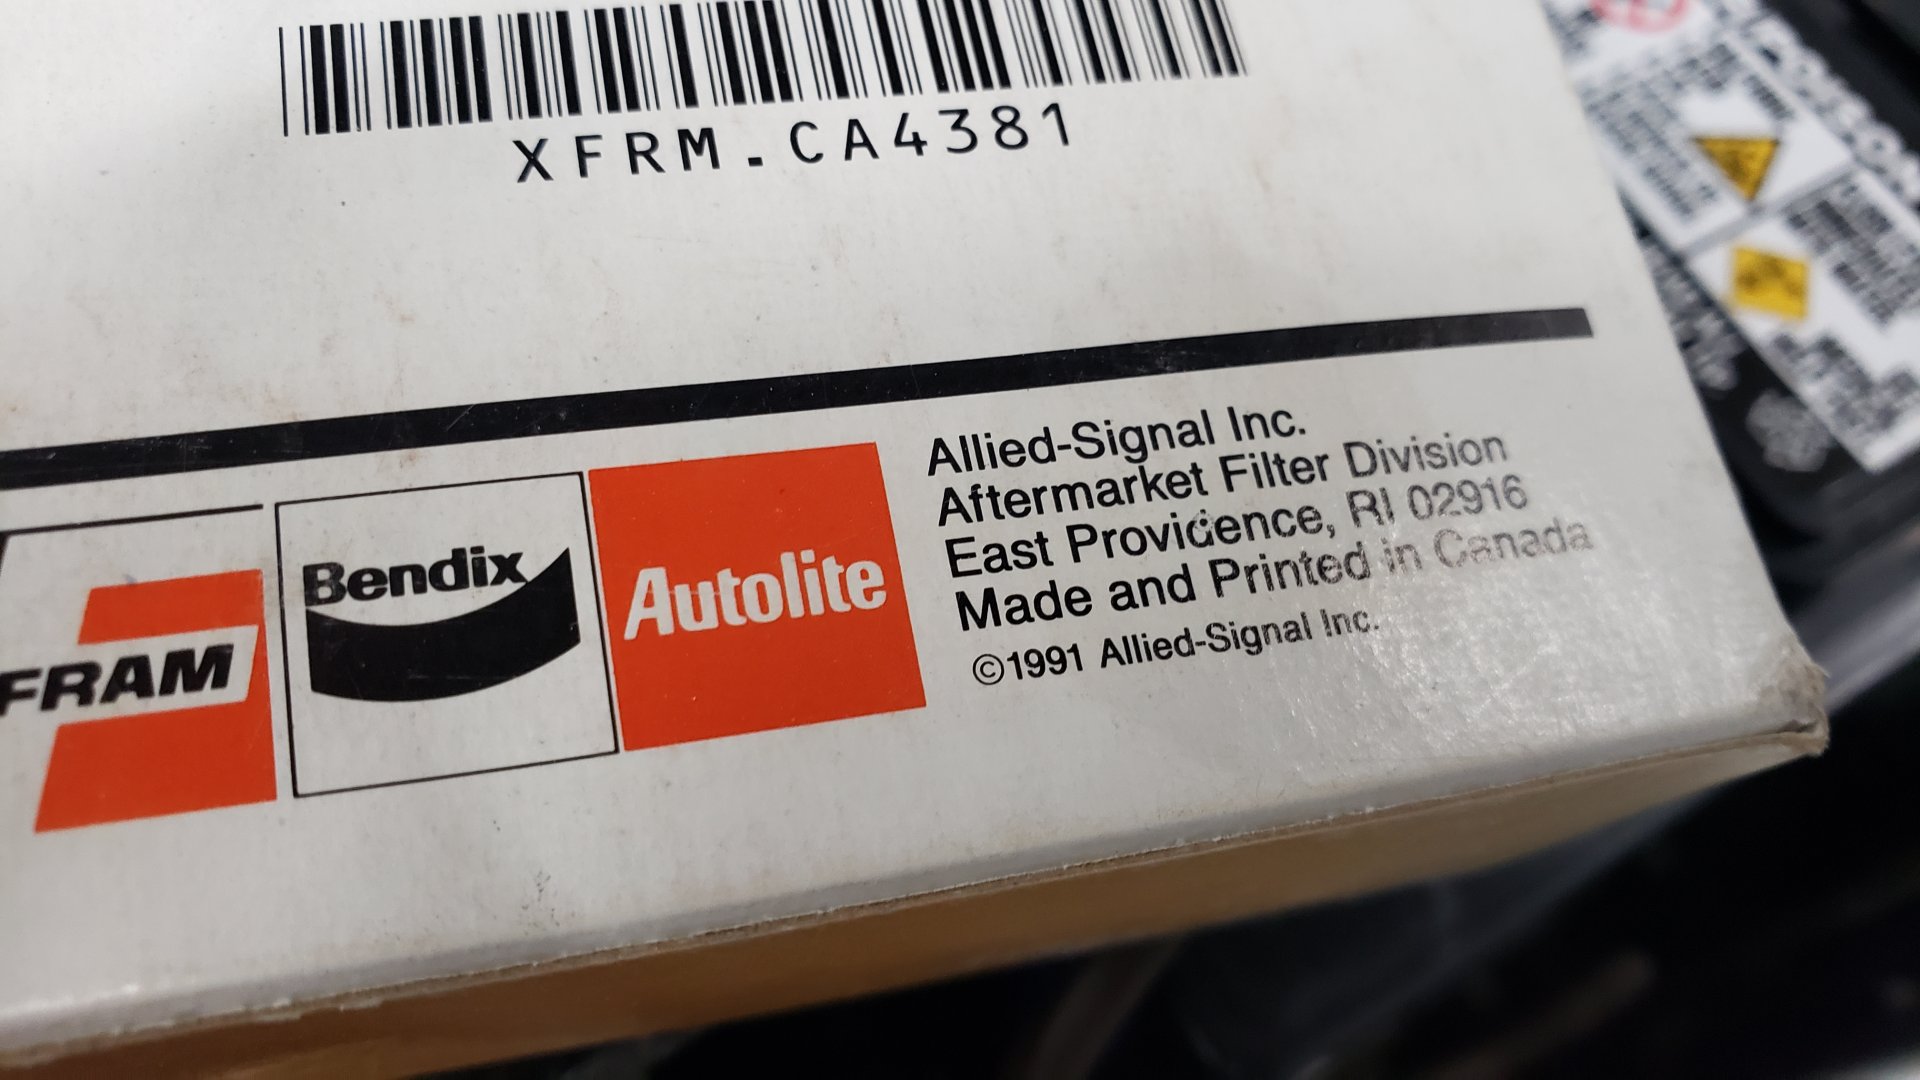 XFRM.CA4381
FRAM
Bendix
Autolite
Allied-Signal Inc.
Aftermarket Filter Division
East Providence, RI 02916
Made and Printed in Canada
©1991 Allied-Signal Inc.